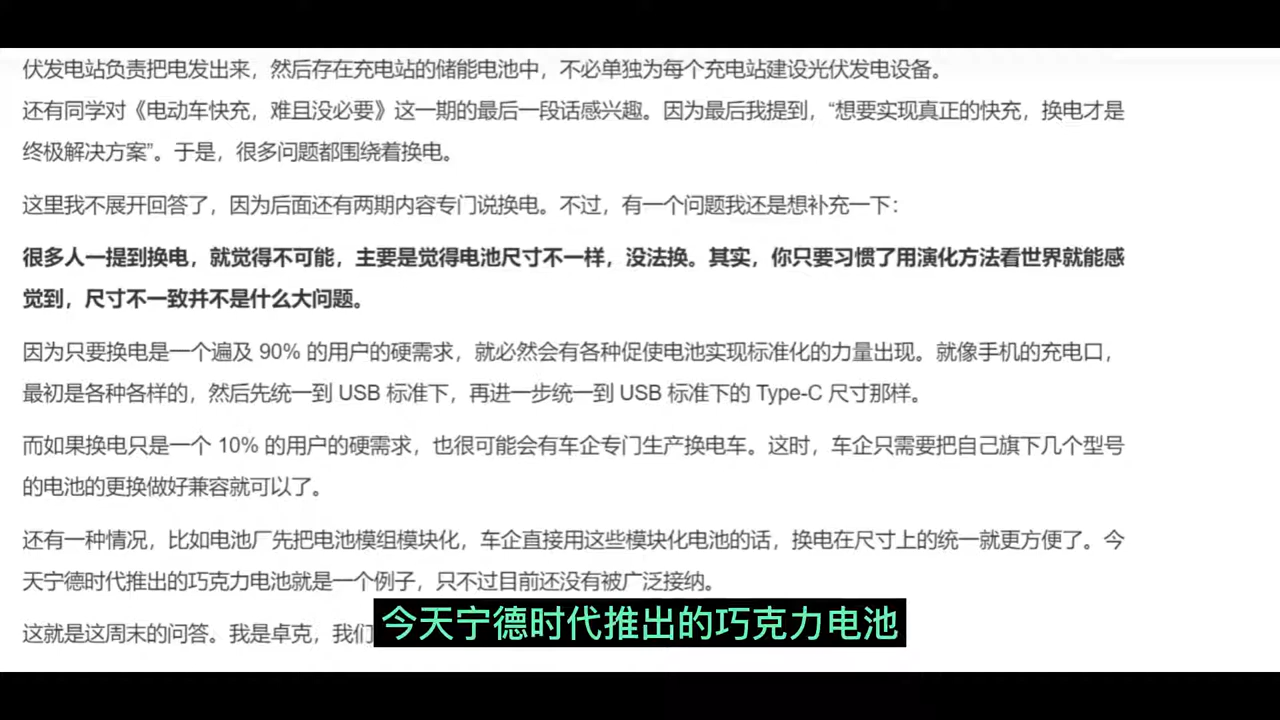 伏发电站负责把电发出来，然后存在充电站的储能电池中，不必单独为每个充电站建设光伏发电设备。
还有同学对《电动车快充，难且没必要》这一期的最后一段话感兴趣。因为最后我提到，“想要实现真正的快充，换电才是
终极解决方案”。于是，很多问题都围绕着换电。
这里我不展开回答了，因为后面还有两期内容专门说换电。不过，有一个问题我还是想补充一下：
很多人一提到换电，就觉得不可能，主要是觉得电池尺寸不一样，没法换。其实，你只要习惯了用演化方法看世界就能感
觉到，尺寸不一致并不是什么大问题。
因为只要换电是一个遍及 90% 的用户的硬需求，就必然会有各种促使电池实现标准化的力量出现。就像手机的充电口，
最初是各种各样的，然后先统一到 USB 标准下，再进一步统一到 USB 标准下的 Type-C 尺寸那样。
而如果换电只是一个 10% 的用户的硬需求，也很可能会有车企专门生产换电车。这时，车企只需要把自己旗下几个型号
的电池的更换做好兼容就可以了。
还有一种情况，比如电池厂先把电池模组模块化，车企直接用这些模块化电池的话，换电在尺寸上的统一就更方便了。今
天宁德时代推出的巧克力电池就是一个例子，只不过目前还没有被广泛接纳。
这就是这周末的问答。我是卓克，我们
今天宁德时代推出的巧克力电池